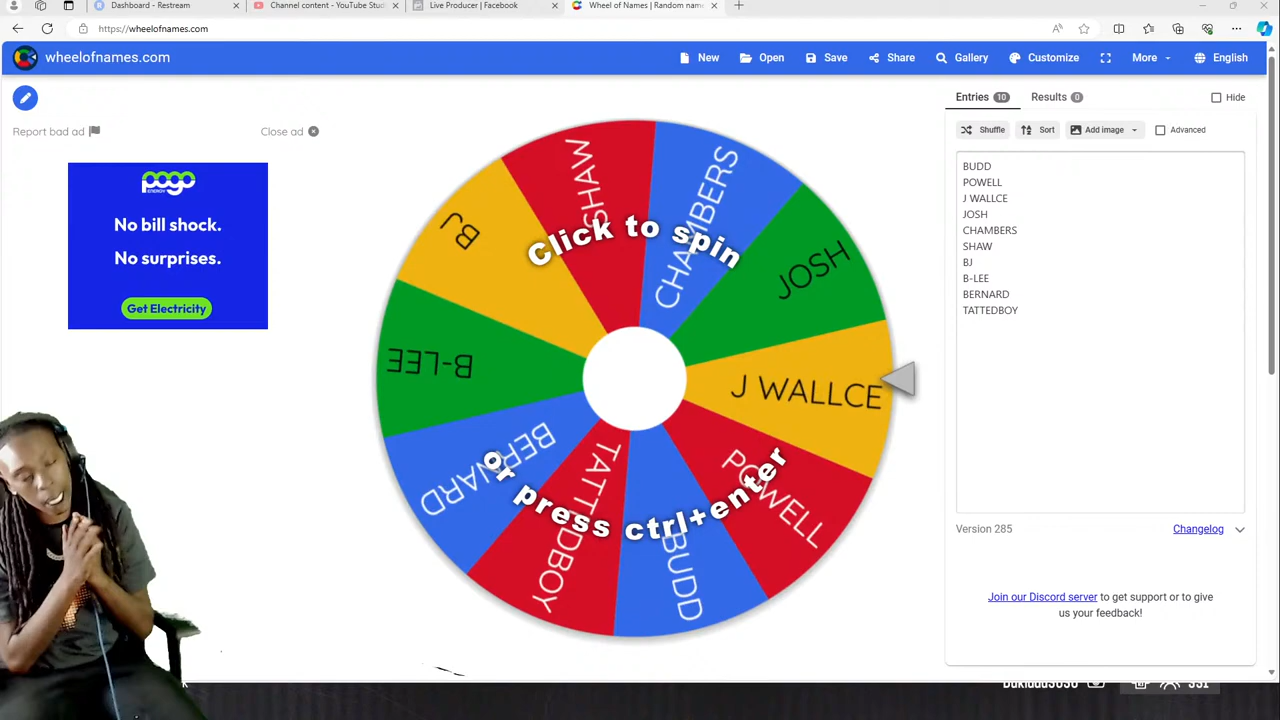 Dashboard - Restream
Channel content - YouTube Stud
Live Producer | Facebook
Wheel of Names | Random name
https://wheelofnames.com
wheelofnames.com
New
Open
Save
Share
Gallery
Customize
More
English
Report bad ad
Close ad
pogo
ENERGY
No bill shock.
No surprises.
Get Electricity
Click to spin
or press ctrl+enter
SHAW
CHAMBERS
JOSH
J WALLCE
POWELL
BUDD
TATTEDBOY
BERNARD
B-LEE
BJ
Entries 10
Results 0
Hide
Shuffle
Sort
Add image
Advanced
BUDD
POWELL
J WALLCE
JOSH
CHAMBERS
SHAW
BJ
B-LEE
BERNARD
TATTEDBOY
Version 285
Changelog
Join our Discord server to get support or to give
us your feedback!